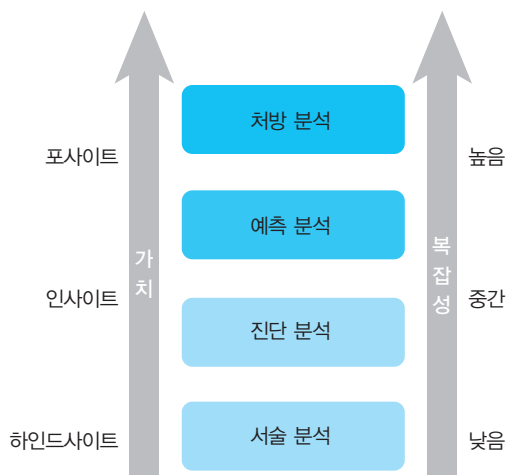 처방 분석
포사이트
높음
예측 분석
가치
복잡성
인사이트
중간
진단 분석
하인드사이트
서술 분석
낮음